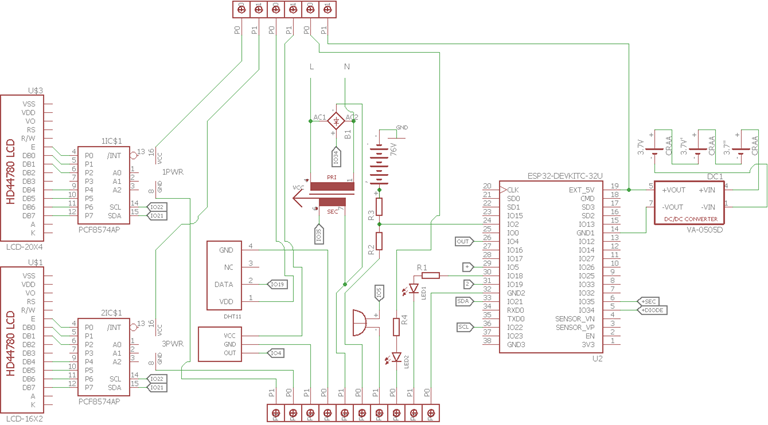 P0
P1
P0
P1
P0
P1
L
N
AC1
AC2
B1
GND
76V
PR1
VCC
SEC
R3
R2
U$3
HD44780 LCD
VSS
VDD
VO
RS
R/W
E
DB0
DB1
DB2
DB3
DB4
DB5
DB6
DB7
A
K
LCD-20X4
1IC$1
4 P0 /INT 13
5 P1
6 P2 A0 1
7 P3 A1 2
9 P4 A2 3
10 P5
11 P6 SCL 14 IO22
12 P7 SDA 15 IO21
PCF8574AP
16
VCC
1PWR
8
GND
U$1
HD44780 LCD
VSS
VDD
VO
RS
R/W
E
DB0
DB1
DB2
DB3
DB4
DB5
DB6
DB7
A
K
LCD-16X2
2IC$1
4 P0 /INT 13
5 P1
6 P2 A0 1
7 P3 A1 2
9 P4 A2 3
10 P5
11 P6 SCL 14 IO22
12 P7 SDA 15 IO21
PCF8574AP
16
VCC
3PWR
8
GND
GND 4
NC 3
DATA 2 IO19
VDD 1
DHT11
VCC
GND
OUT IO4
IO35
IO5
R1
LED1
R4
LED2
OUT
+
2
SDA
SCL
ESP32-DEVKITC-32U
20 CLK EXT_5V 19
21 SD0 CMD 18
22 SD1 SD3 17
23 IO15 SD2 16
24 IO2 IO13 15
25 IO0 GND1 14
26 IO4 IO12 13
27 IO16 IO14 12
28 IO17 IO27 11
29 IO5 IO26 10
30 IO18 IO25 9
31 IO19 IO33 8
32 GND2 IO32 7
33 IO21 IO35 6 +SEC
34 RXD0 IO34 5 +DIODE
35 TXD0 SENSOR_VN 4
36 IO22 SENSOR_VP 3
37 IO23 EN 2
38 GND3 3V3 1
U2
3.7V
CRAA
3.7V
CRAA
3.7"
CRAA
DC1
5 +VOUT +VIN 4
7 -VOUT -VIN 1
DC/DC CONVERTER
VA-0505D
P1
P0
P1
P0
P1
P0
P1
P0
P1
P0